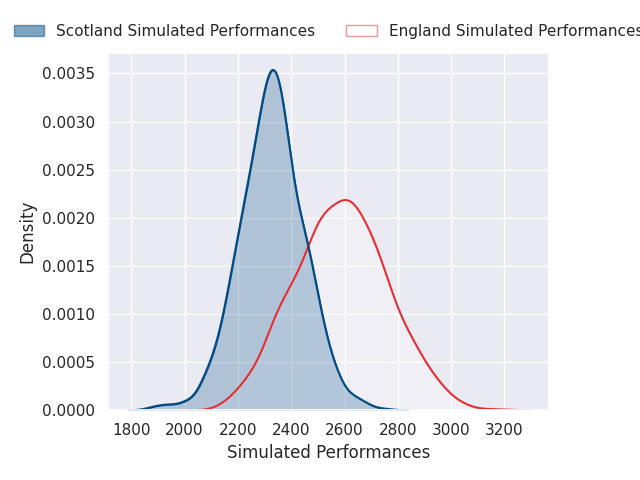 Scotland Simulated Performances England Simulated Performances
0.0035
0.0030
0.0025
0.0020
0.0015
0.0010
0.0005
0.0000
Density
1800 2000 2200 2400 2600 2800 3000 3200
Simulated Performances